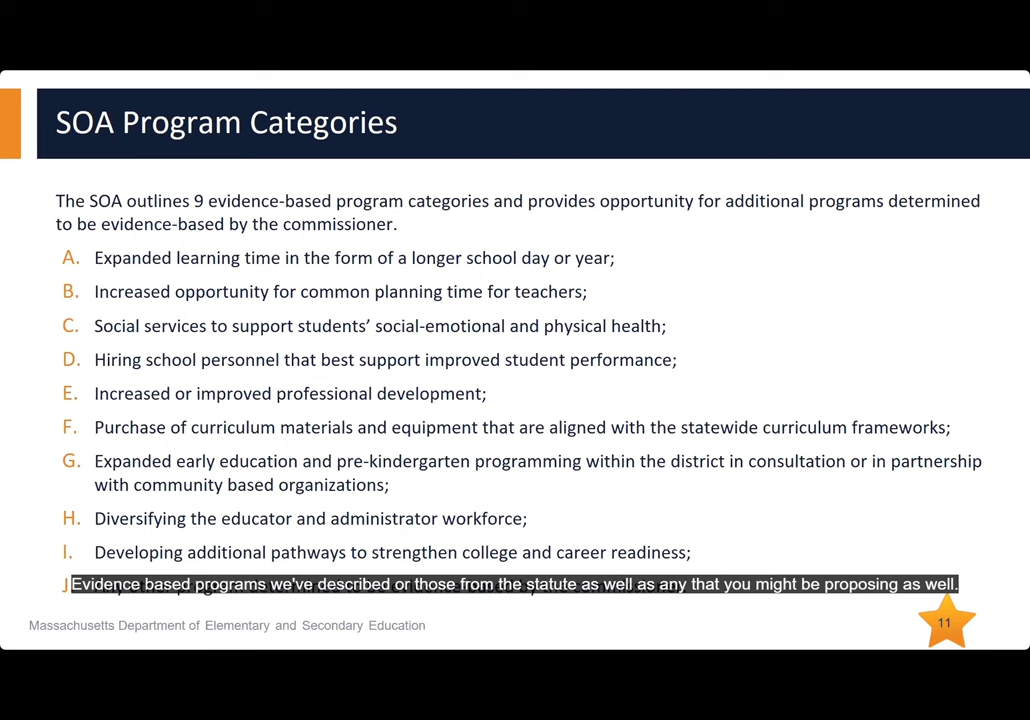 SOA Program Categories
The SOA outlines 9 evidence-based program categories and provides opportunity for additional programs determined
to be evidence-based by the commissioner.
A. Expanded learning time in the form of a longer school day or year;
B. Increased opportunity for common planning time for teachers;
C. Social services to support students’ social-emotional and physical health;
D. Hiring school personnel that best support improved student performance;
E. Increased or improved professional development;
F. Purchase of curriculum materials and equipment that are aligned with the statewide curriculum frameworks;
G. Expanded early education and pre-kindergarten programming within the district in consultation or in partnership
with community based organizations;
H. Diversifying the educator and administrator workforce;
I. Developing additional pathways to strengthen college and career readiness;
J.
Evidence based programs we've described or those from the statute as well as any that you might be proposing as well.
Massachusetts Department of Elementary and Secondary Education
11